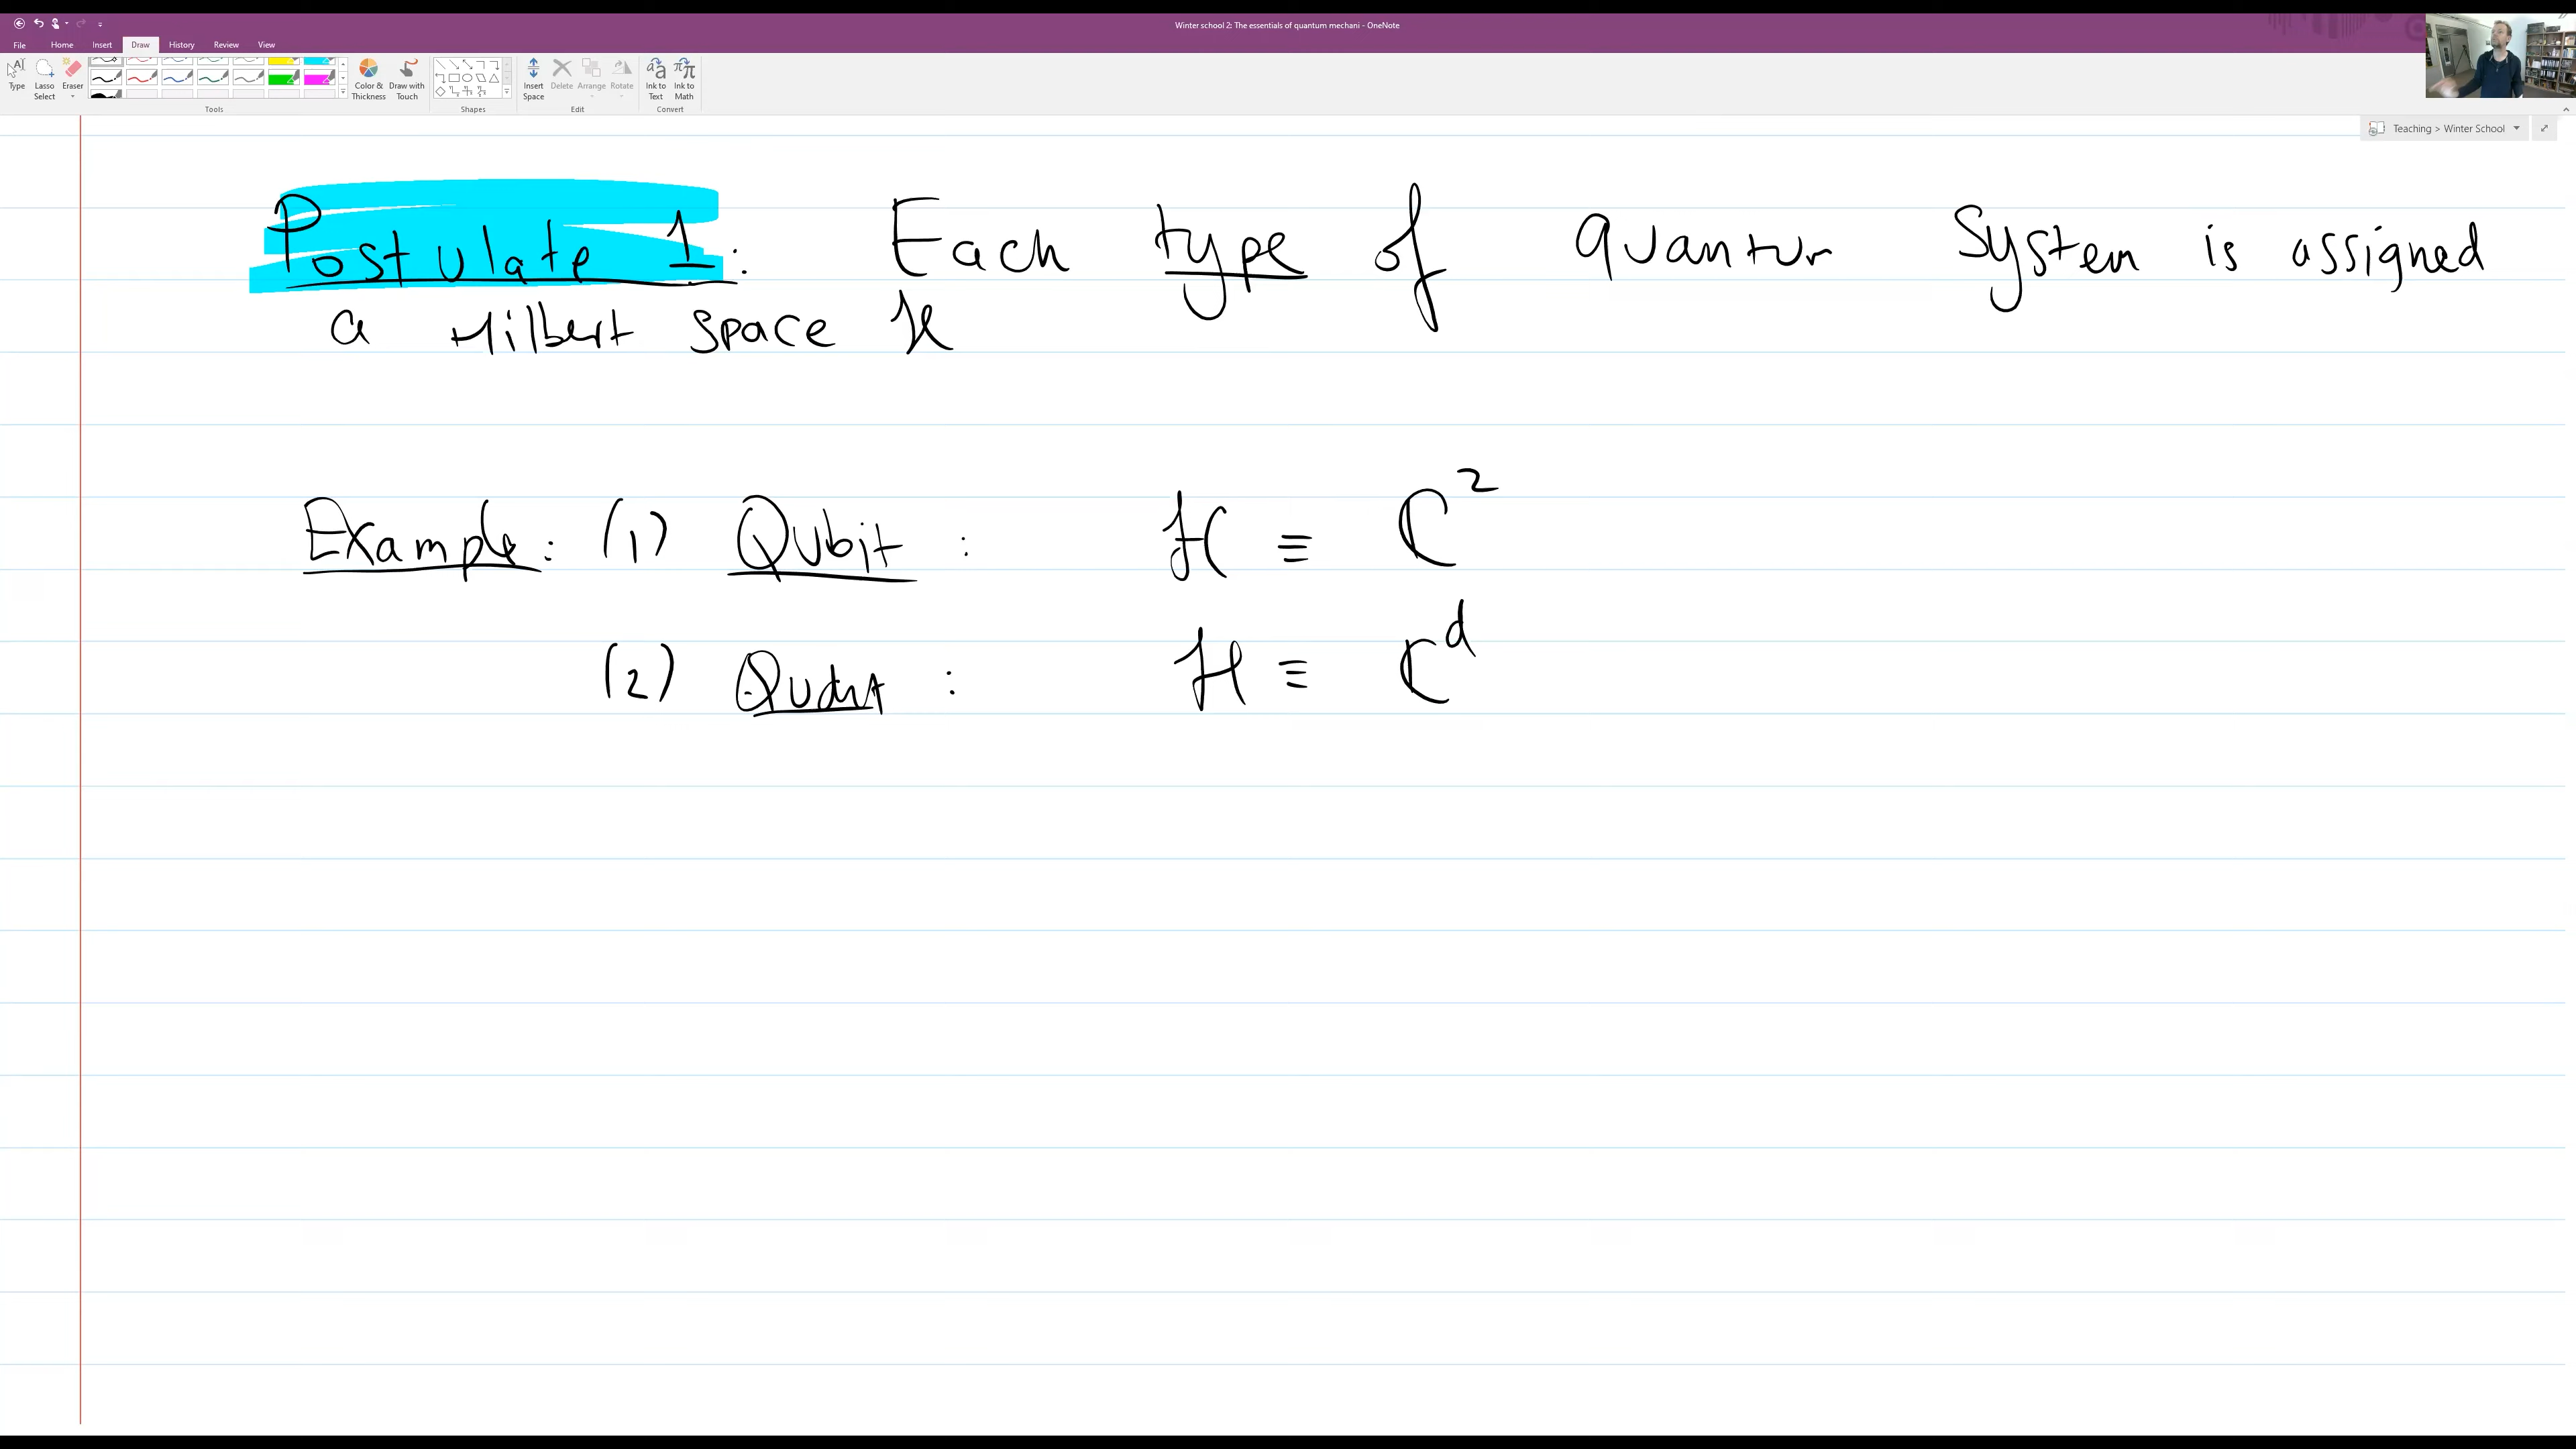 Winter school 2: The essentials of quantum mechani - OneNote
File Home Insert Draw History Review View
Type Lasso Select Eraser Color & Thickness Draw with Touch Insert Space Delete Arrange Rotate Ink to Text Ink to Math
Tools Shapes Edit Convert
Teaching > Winter School
Postulate 1: Each type of quantum System is assigned
a Hilbert space ℋ
Example: (1) Qubit : ℋ ≡ ℂ²
(2) Qudit : ℋ ≡ ℂᵈ